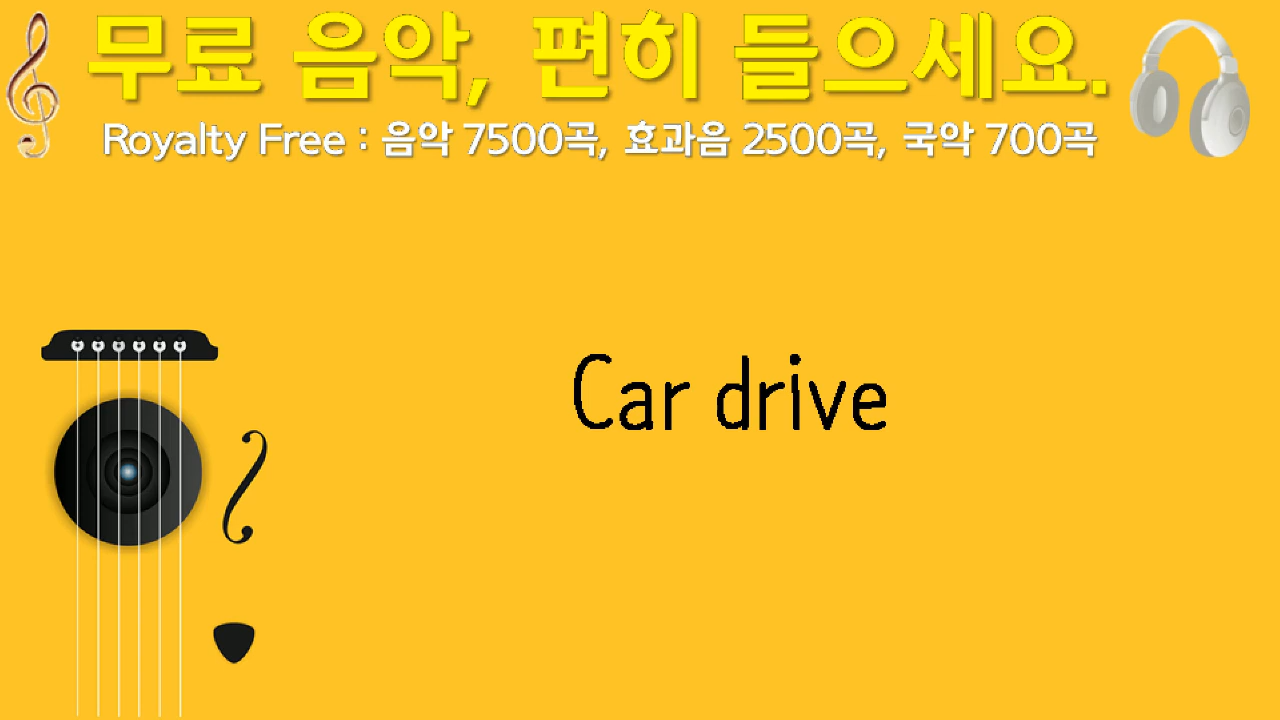 무료 음악, 편히 들으세요.
Royalty Free : 음악 7500곡, 효과음 2500곡, 국악 700곡
Car drive